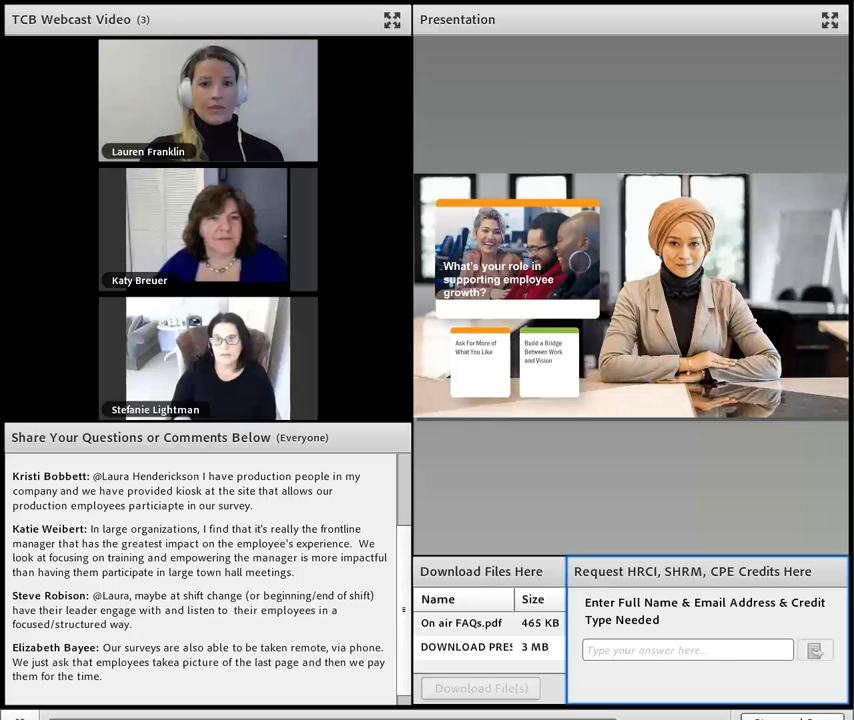 TCB Webcast Video (3)
Lauren Franklin
Katy Breuer
Stefanie Lightman
Share Your Questions or Comments Below (Everyone)
Kristi Bobbett: @Laura Henderickson I have production people in my
company and we have provided kiosk at the site that allows our
production employees particiapte in our survey.
Katie Weibert: In large organizations, I find that it's really the frontline
manager that has the greatest impact on the employee's experience. We
look at focusing on training and empowering the manager is more impactful
than having them participate in large town hall meetings.
Steve Robison: @Laura, maybe at shift change (or beginning/end of shift)
have their leader engage with and listen to their employees in a
focused/structured way.
Elizabeth Bayee: Our surveys are also able to be taken remote, via phone.
We just ask that employees takea picture of the last page and then we pay
them for the time.
Presentation
What's your role in
supporting employee
growth?
Ask For More of
What You Like
Build a Bridge
Between Work
and Vision
Download Files Here
Name Size
On air FAQs.pdf 465 KB
DOWNLOAD PRES 3 MB
Download File(s)
Request HRCI, SHRM, CPE Credits Here
Enter Full Name & Email Address & Credit
Type Needed
Type your answer here...